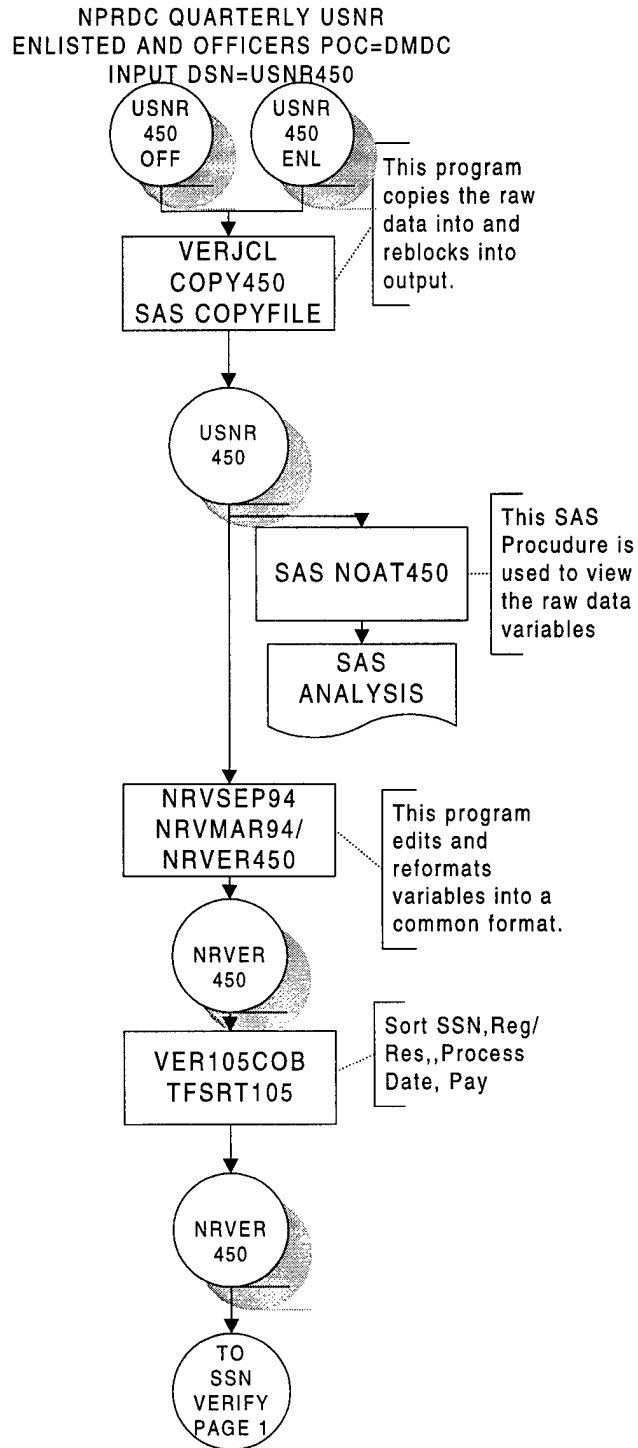 NPRDC QUARTERLY USNR
ENLISTED AND OFFICERS POC=DMDC
INPUT DSN=USNR450
USNR
450
OFF
USNR
450
ENL
This program
copies the raw
data into and
reblocks into
output.
VERJCL
COPY450
SAS COPYFILE
USNR
450
SAS NOAT450
This SAS
Procudure is
used to view
the raw data
variables
SAS
ANALYSIS
NRVSEP94
NRVMAR94/
NRVER450
This program
edits and
reformats
variables into a
common format.
NRVER
450
VER105COB
TFSRT105
Sort SSN,Reg/
Res,,Process
Date, Pay
NRVER
450
TO
SSN
VERIFY
PAGE 1